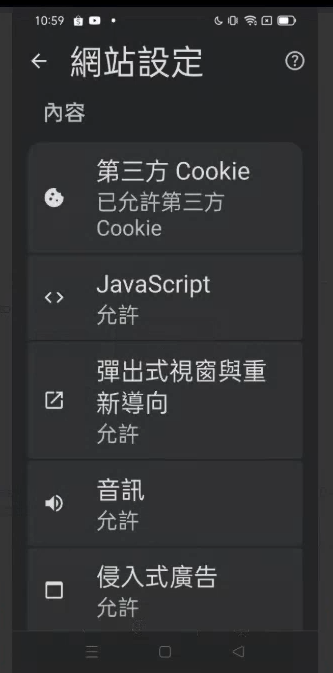 10:59
網站設定
內容
第三方 Cookie
已允許第三方
Cookie
JavaScript
允許
彈出式視窗與重
新導向
允許
音訊
允許
侵入式廣告
允許